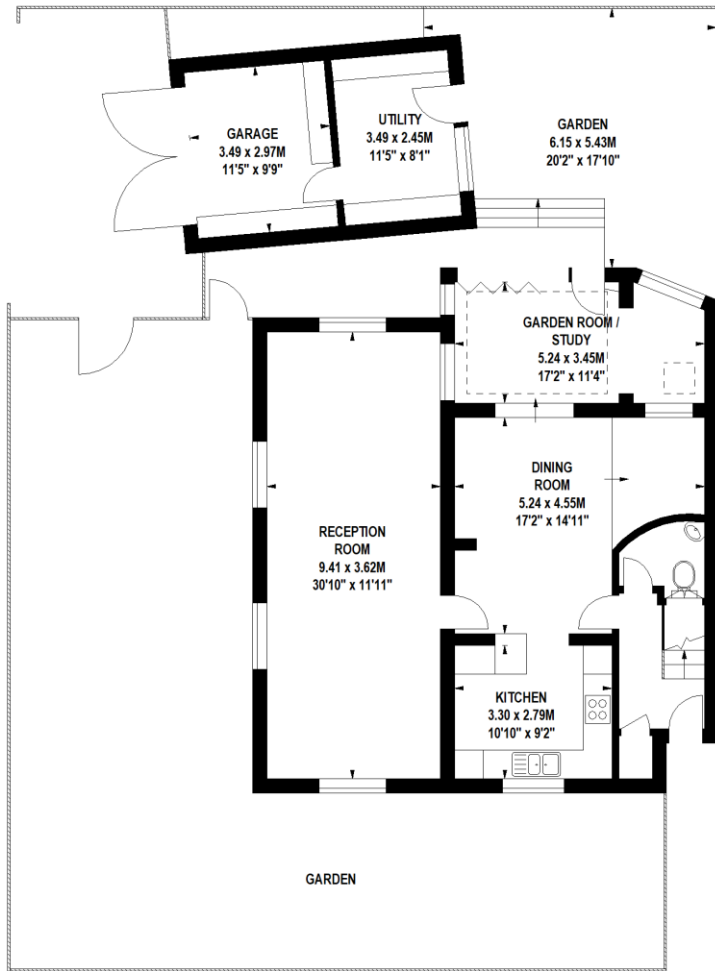 GARAGE
3.49 x 2.97M
11'5" x 9'9"
UTILITY
3.49 x 2.45M
11'5" x 8'1"
GARDEN
6.15 x 5.43M
20'2" x 17'10"
GARDEN ROOM /
STUDY
5.24 x 3.45M
17'2" x 11'4"
DINING
ROOM
5.24 x 4.55M
17'2" x 14'11"
RECEPTION
ROOM
9.41 x 3.62M
30'10" x 11'11"
KITCHEN
3.30 x 2.79M
10'10" x 9'2"
GARDEN